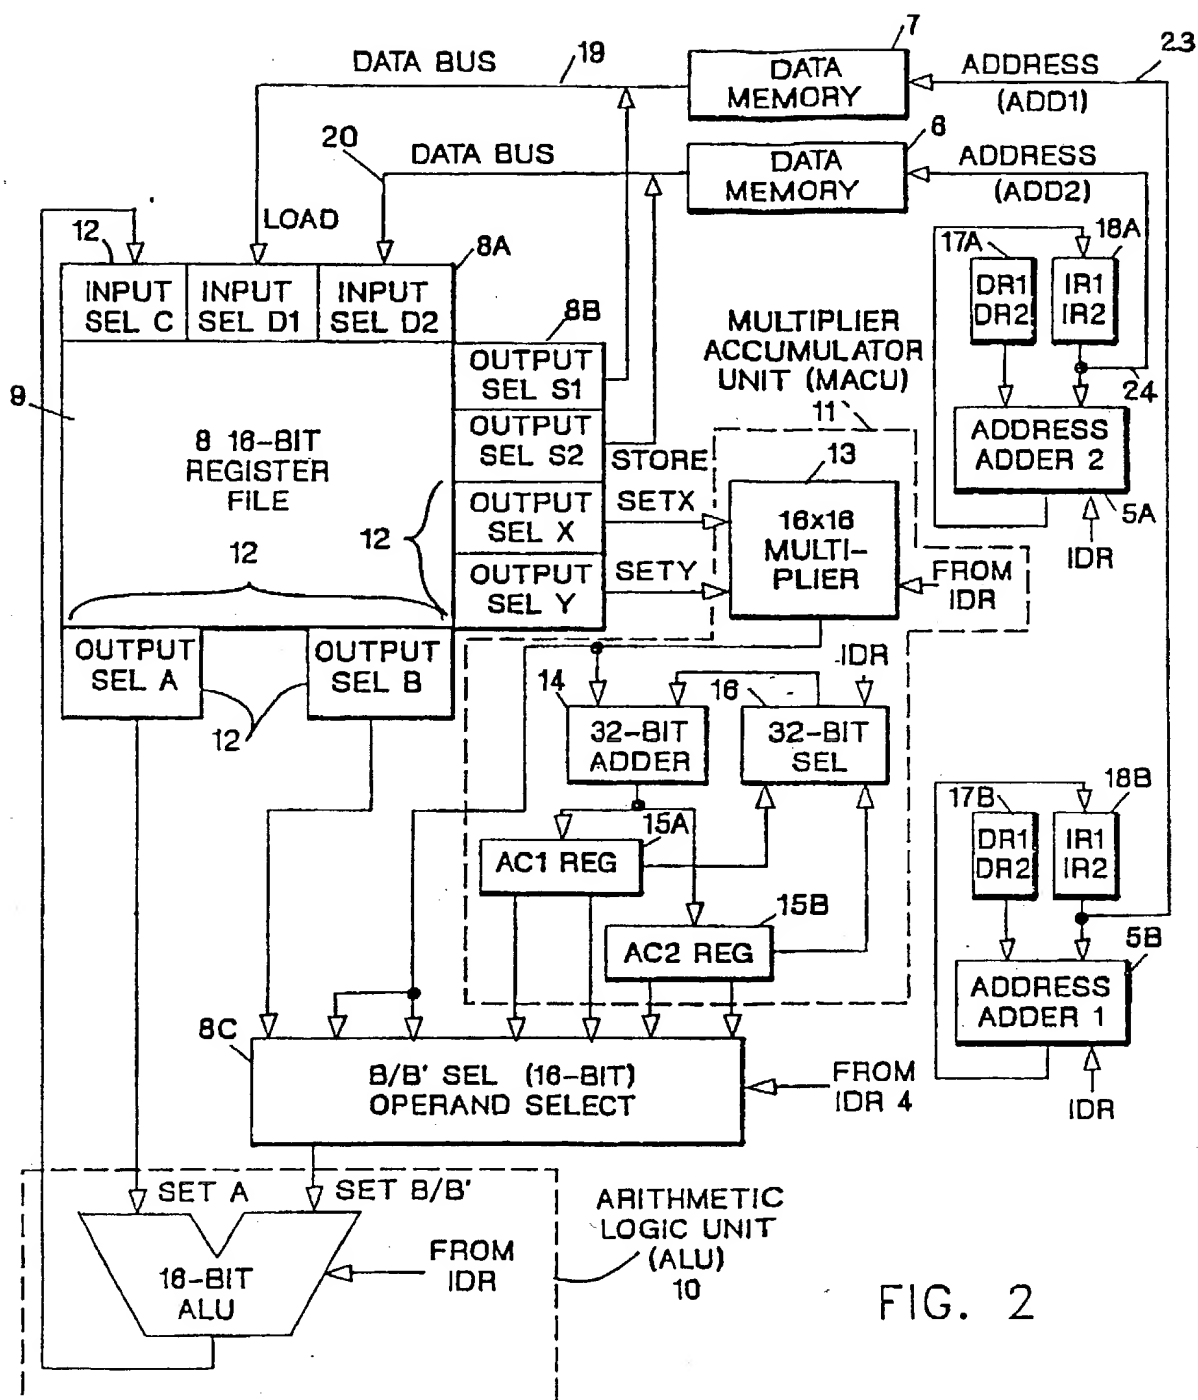 7
23
DATA BUS
19
DATA
MEMORY
ADDRESS
(ADD1)
20
DATA BUS
6
DATA
MEMORY
ADDRESS
(ADD2)
12
LOAD
8A
17A
18A
INPUT
SEL C
INPUT
SEL D1
INPUT
SEL D2
DR1
DR2
IR1
IR2
8B
MULTIPLIER
ACCUMULATOR
UNIT (MACU)
11
24
9
OUTPUT
SEL S1
OUTPUT
SEL S2
STORE
8 16-BIT
REGISTER
FILE
13
ADDRESS
ADDER 2
5A
IDR
12
12
OUTPUT
SEL X
SETX
OUTPUT
SEL Y
SETY
16x16
MULTI-
PLIER
FROM
IDR
OUTPUT
SEL A
OUTPUT
SEL B
12
14
16
IDR
32-BIT
ADDER
32-BIT
SEL
15A
AC1 REG
15B
AC2 REG
17B
18B
DR1
DR2
IR1
IR2
5B
ADDRESS
ADDER 1
IDR
8C
B/B' SEL (16-BIT)
OPERAND SELECT
FROM
IDR 4
SET A
SET B/B'
16-BIT
ALU
FROM
IDR
ARITHMETIC
LOGIC UNIT
(ALU)
10
FIG. 2